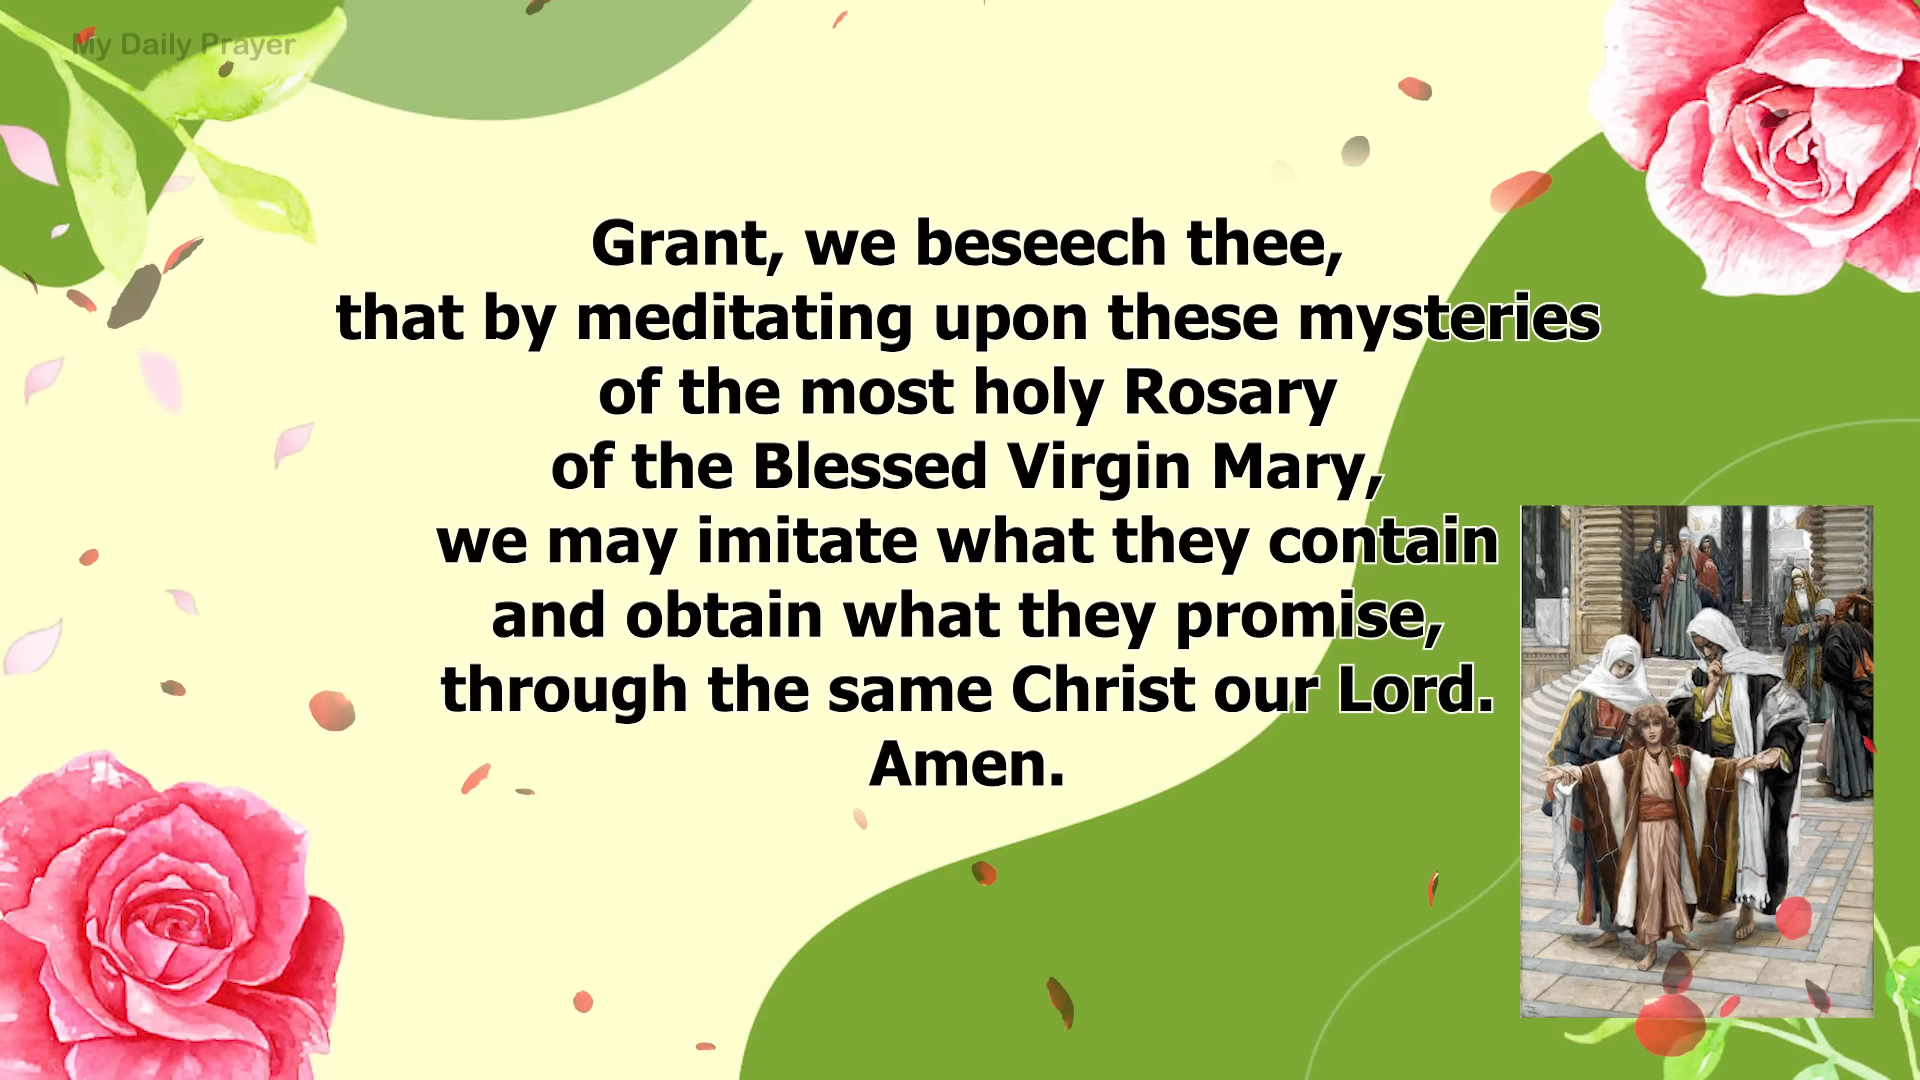 My Daily Prayer
Grant, we beseech thee,
that by meditating upon these mysteries
of the most holy Rosary
of the Blessed Virgin Mary,
we may imitate what they contain
and obtain what they promise,
through the same Christ our Lord.
Amen.